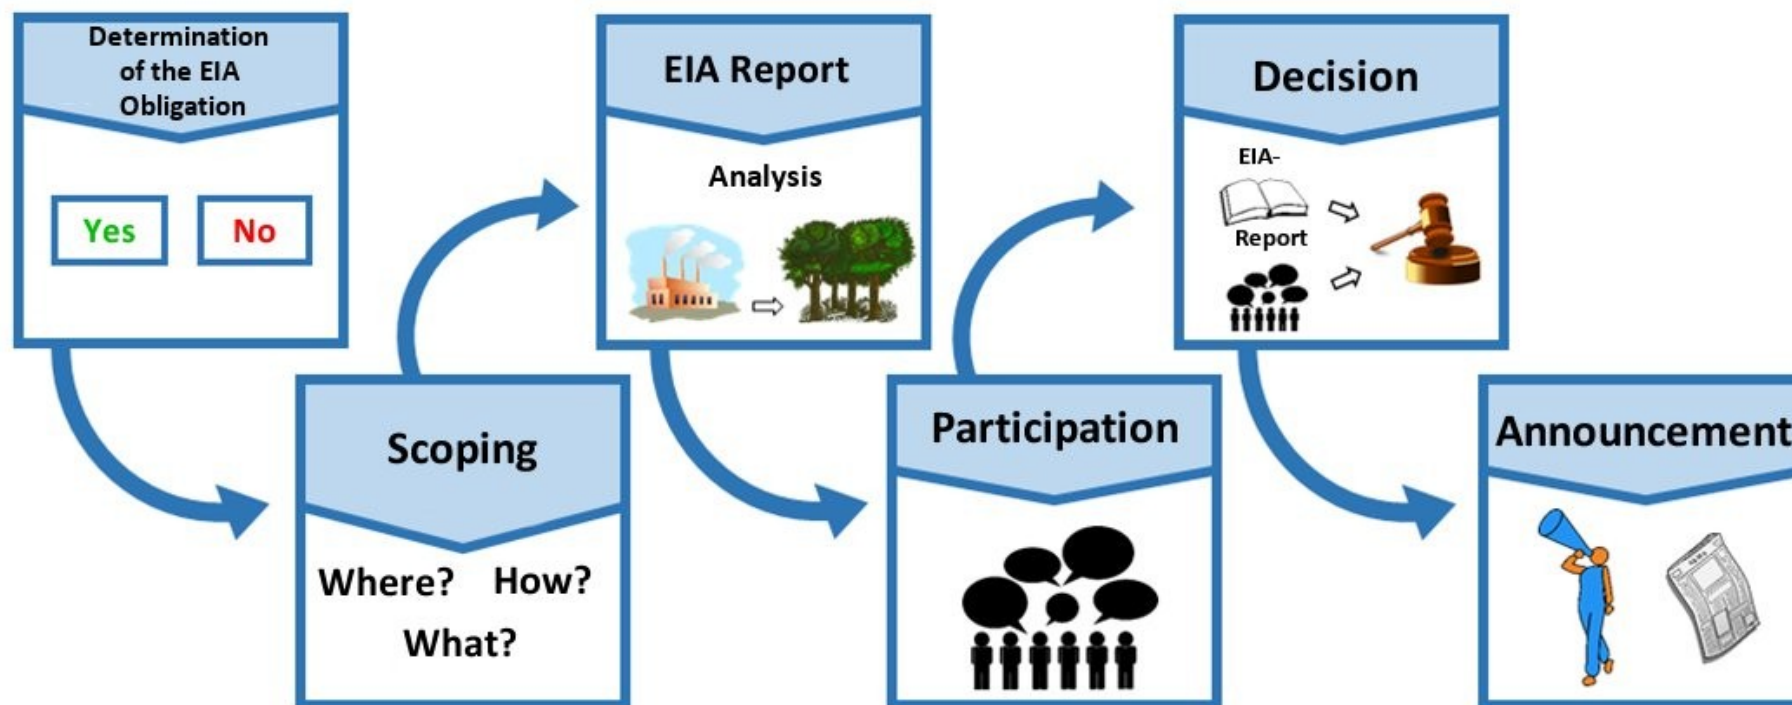 Determination
of the EIA
Obligation
Yes No
Scoping
Where? How?
What?
EIA Report
Analysis
Participation
Decision
EIA-
Report
Announcement